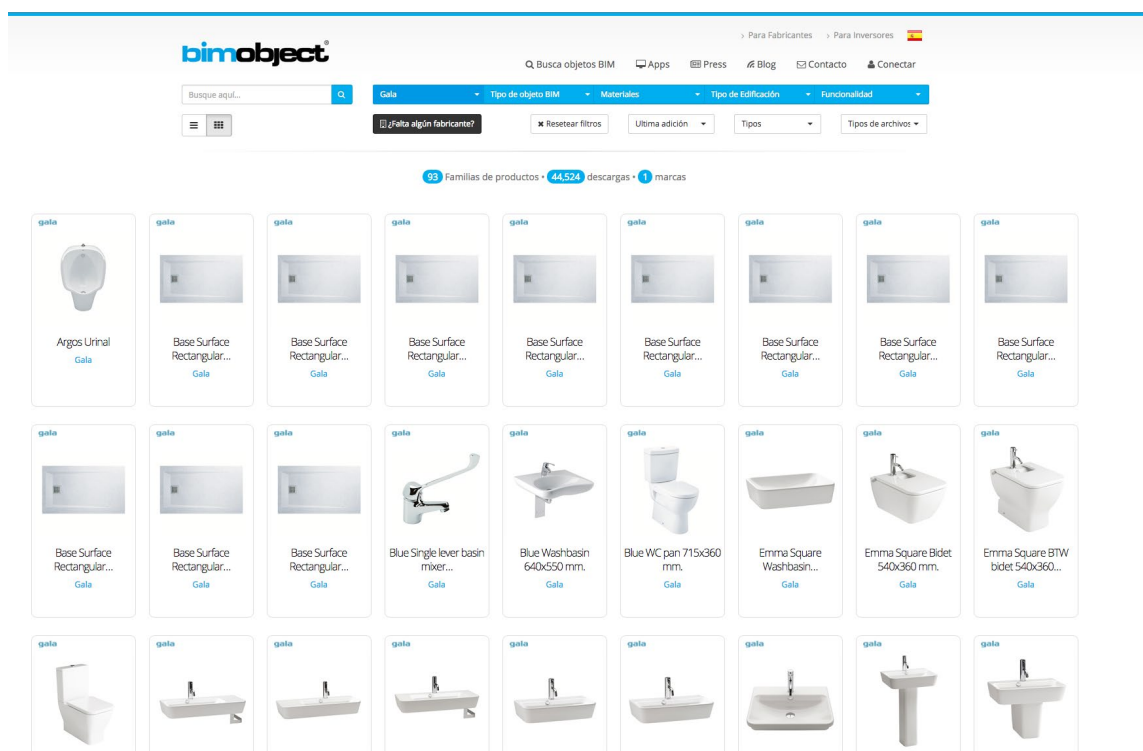 > Para Fabricantes > Para Inversores
bimobject®
Busca objetos BIM Apps Press Blog Contacto Conectar
Busque aquí... Gala Tipo de objeto BIM Materiales Tipo de Edificación Funcionalidad
¿Falta algún fabricante? Resetear filtros Ultima adición Tipos Tipos de archivos
93 Familias de productos • 44,524 descargas • 1 marcas
gala gala gala gala gala gala gala gala gala
Argos Urinal
Gala
Base Surface
Rectangular...
Gala
Base Surface
Rectangular...
Gala
Base Surface
Rectangular...
Gala
Base Surface
Rectangular...
Gala
Base Surface
Rectangular...
Gala
Base Surface
Rectangular...
Gala
Base Surface
Rectangular...
Gala
Base Surface
Rectangular...
Gala
gala gala gala gala gala gala gala gala gala
Base Surface
Rectangular...
Gala
Base Surface
Rectangular...
Gala
Base Surface
Rectangular...
Gala
Blue Single lever basin
mixer...
Gala
Blue Washbasin
640x550 mm.
Gala
Blue WC pan 715x360
mm.
Gala
Emma Square
Washbasin...
Gala
Emma Square Bidet
540x360 mm.
Gala
Emma Square BTW
bidet 540x360...
Gala
gala gala gala gala gala gala gala gala gala